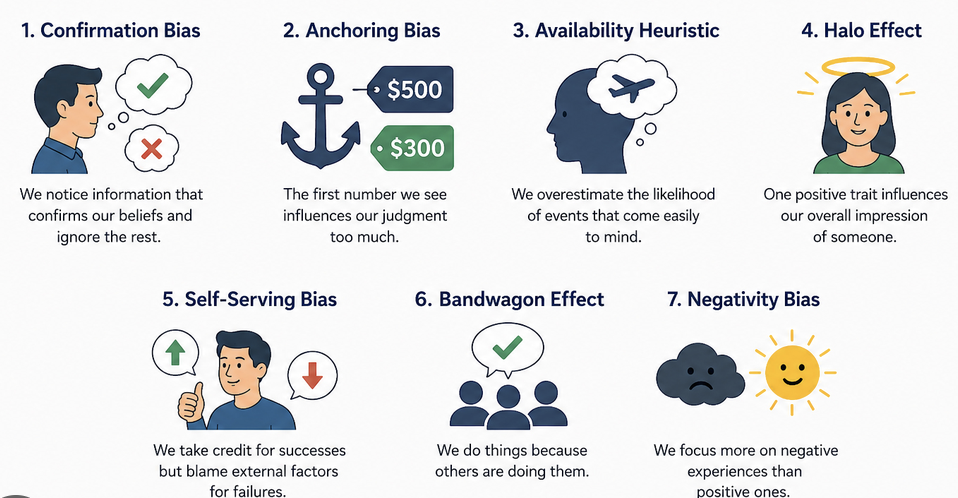 1. Confirmation Bias
We notice information that
confirms our beliefs and
ignore the rest.
2. Anchoring Bias
$500
$300
The first number we see
influences our judgment
too much.
3. Availability Heuristic
We overestimate the likelihood
of events that come easily
to mind.
4. Halo Effect
One positive trait influences
our overall impression
of someone.
5. Self-Serving Bias
We take credit for successes
but blame external factors
for failures.
6. Bandwagon Effect
We do things because
others are doing them.
7. Negativity Bias
We focus more on negative
experiences than
positive ones.